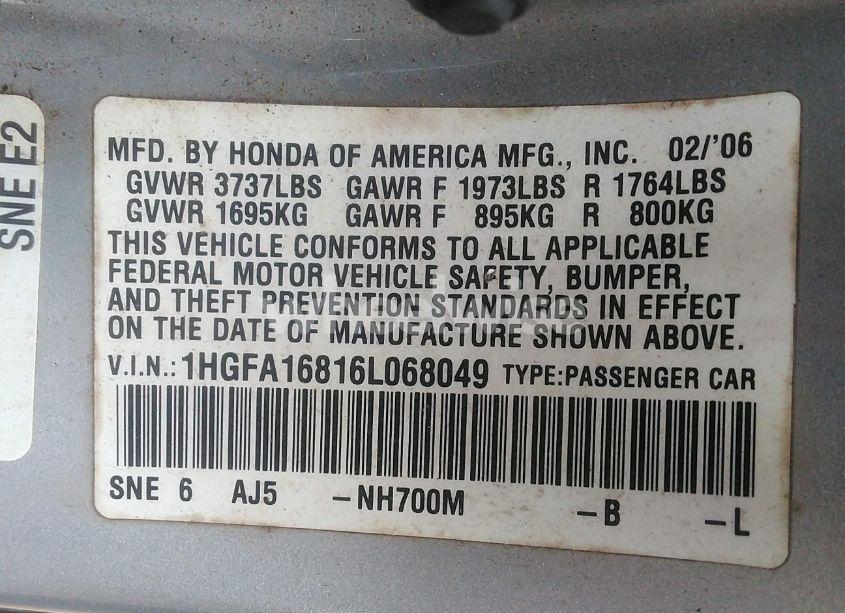 SNE E2
MFD. BY HONDA OF AMERICA MFG., INC. 02/'06
GVWR 3737LBS GAWR F 1973LBS R 1764LBS
GVWR 1695KG GAWR F 895KG R 800KG
THIS VEHICLE CONFORMS TO ALL APPLICABLE
FEDERAL MOTOR VEHICLE SAFETY, BUMPER,
AND THEFT PREVENTION STANDARDS IN EFFECT
ON THE DATE OF MANUFACTURE SHOWN ABOVE.
V.I.N.: 1HGFA16816L068049 TYPE:PASSENGER CAR
SNE 6 AJ5 -NH700M -B -L